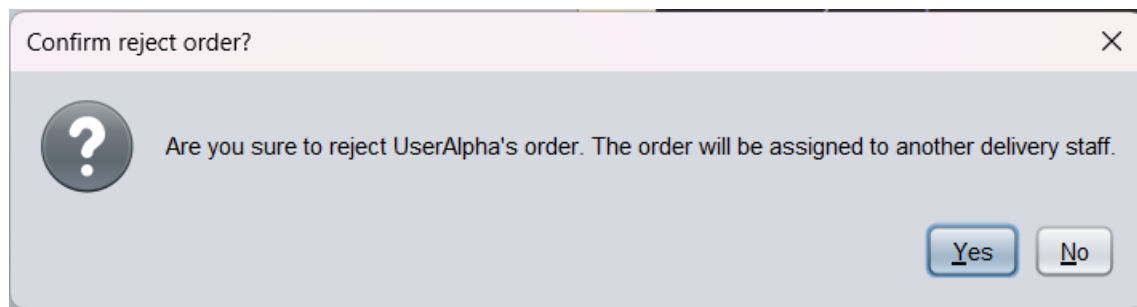 Confirm reject order?
Are you sure to reject UserAlpha's order. The order will be assigned to another delivery staff.
Yes No